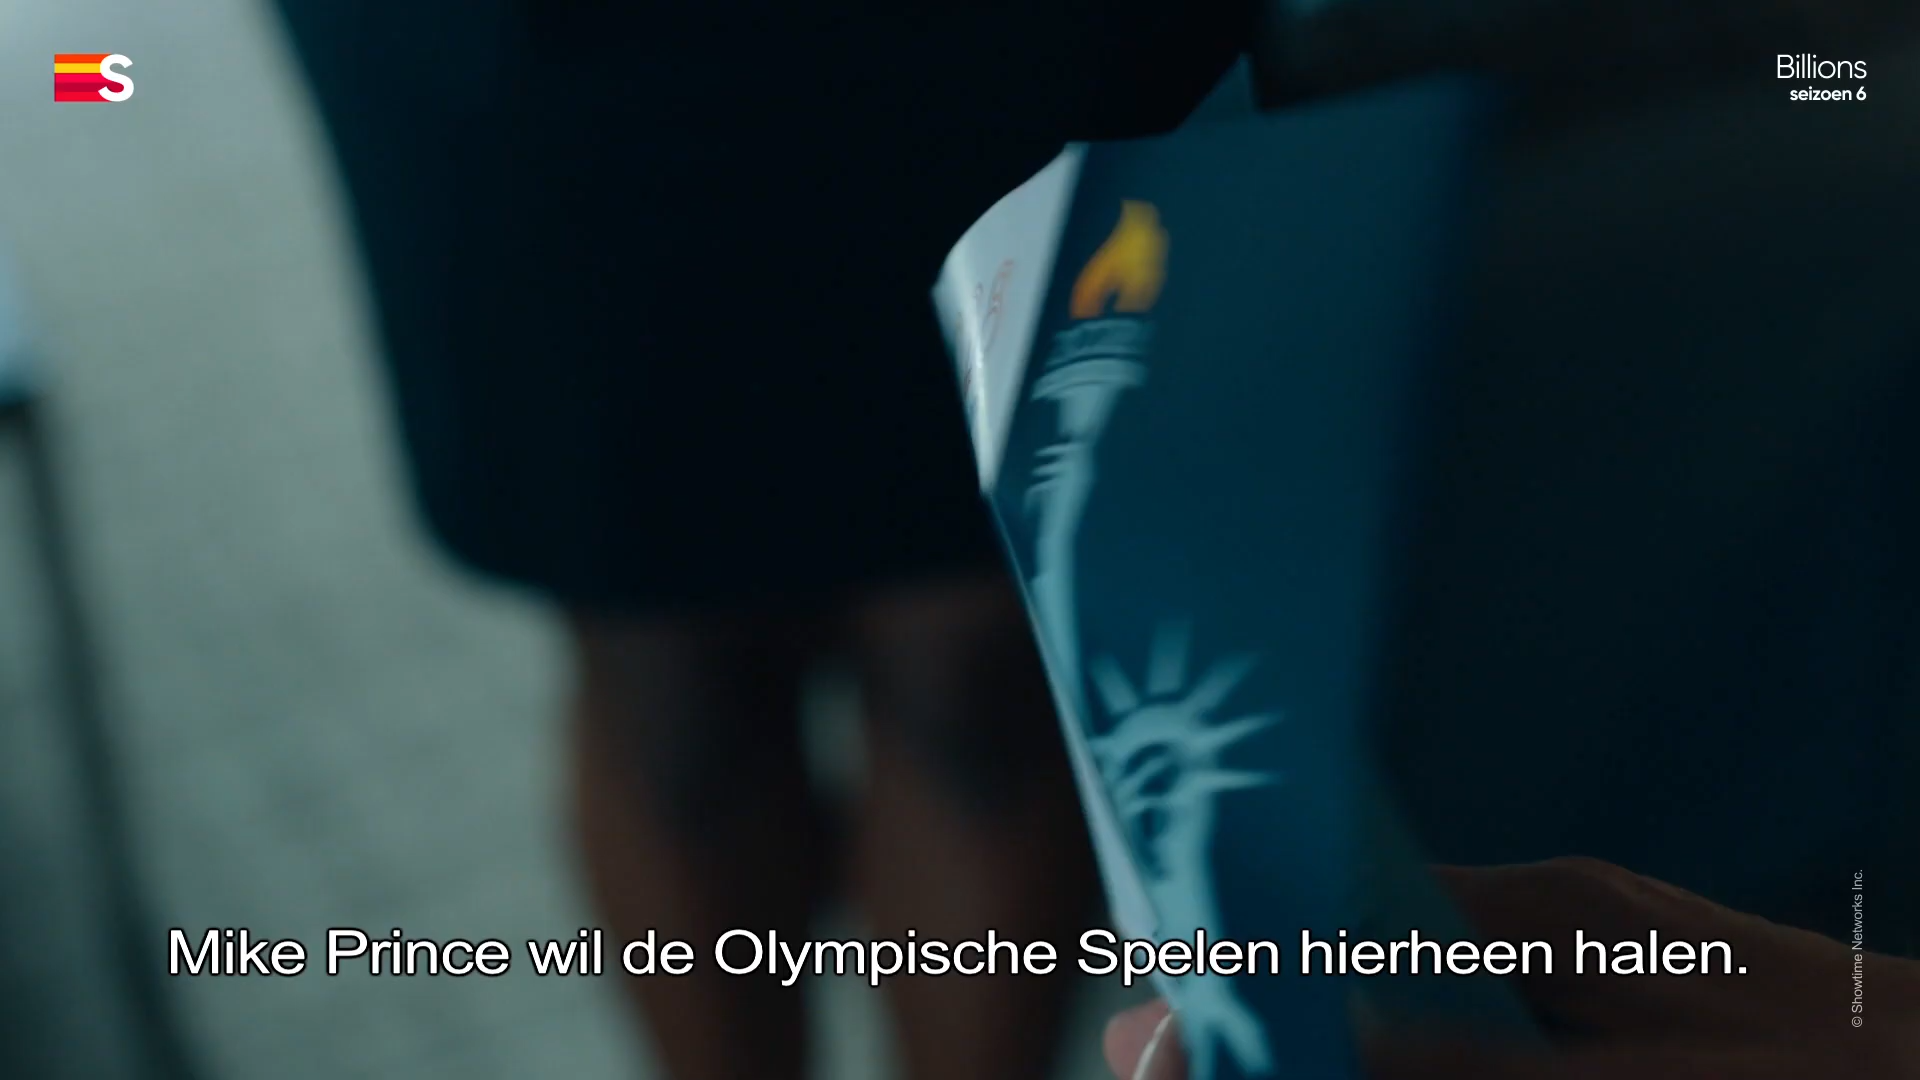 S
Billions
seizoen 6
Mike Prince wil de Olympische Spelen hierheen halen.
© Showtime Networks Inc.